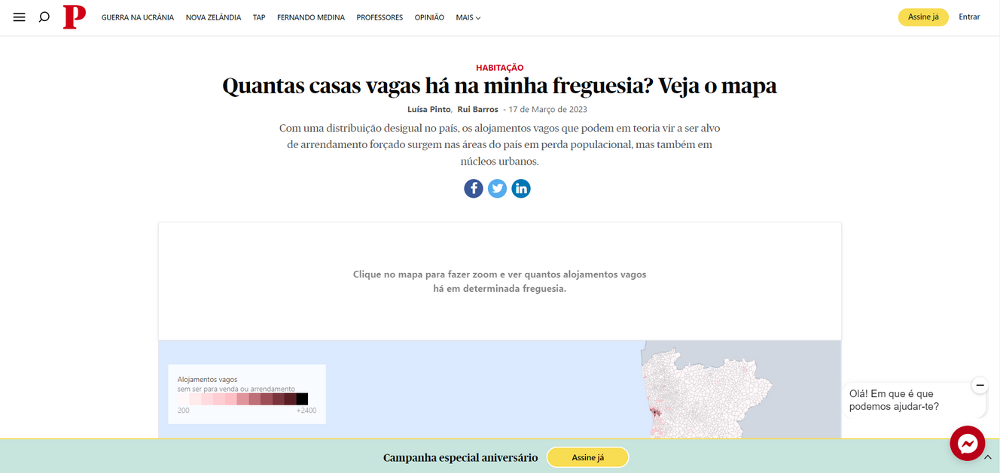 P
GUERRA NA UCRÂNIA
NOVA ZELÂNDIA
TAP
FERNANDO MEDINA
PROFESSORES
OPINIÃO
MAIS
Assine já
Entrar
HABITAÇÃO
Quantas casas vagas há na minha freguesia? Veja o mapa
Luísa Pinto, Rui Barros - 17 de Março de 2023
Com uma distribuição desigual no país, os alojamentos vagos que podem em teoria vir a ser alvo
de arrendamento forçado surgem nas áreas do país em perda populacional, mas também em
núcleos urbanos.
f
in
Clique no mapa para fazer zoom e ver quantos alojamentos vagos
há em determinada freguesia.
Alojamentos vagos
sem ser para venda ou arrendamento
200
+2400
Olá! Em que é que
podemos ajudar-te?
Campanha especial aniversário
Assine já